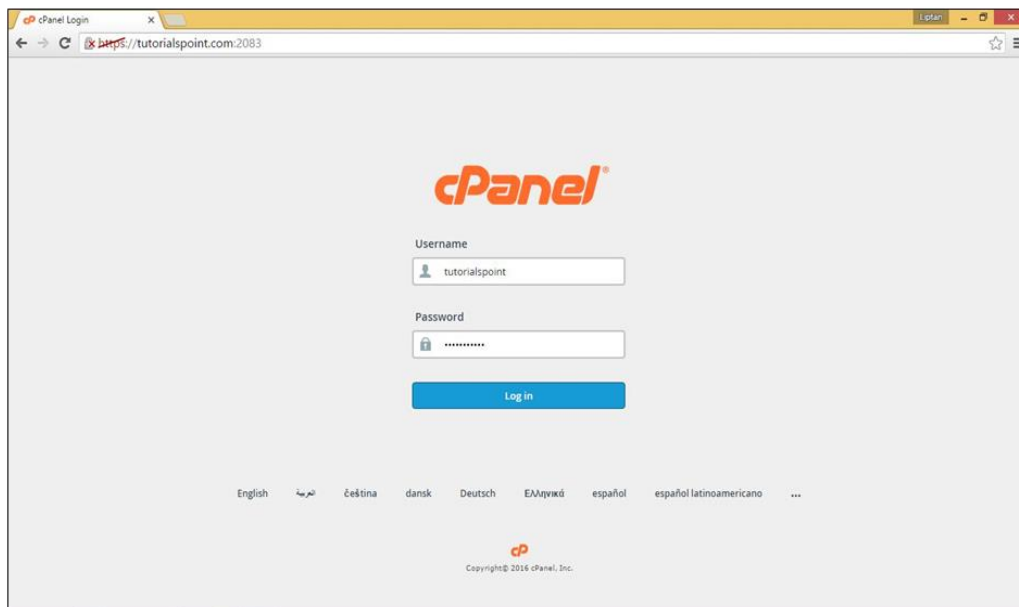 cPanel Login
Liptan
https://tutorialspoint.com:2083
cPanel®
Username
tutorialspoint
Password
•••••••••••
Log in
English العربية čeština dansk Deutsch Ελληνικά español español latinoamericano ...
cP
Copyright© 2016 cPanel, Inc.